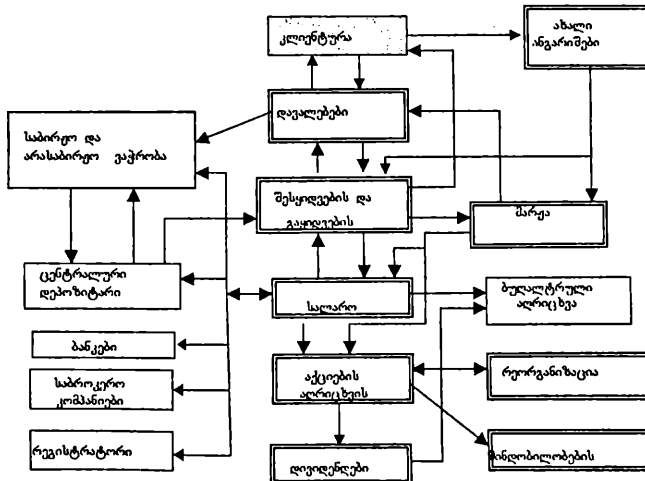 კლიენტურა
ახალი
ანგარიშები
დავალებები
საბირჟო და
არასაბირჟო ვაჭრობა
შესყიდვების და
გაყიდვების
მარჟა
ცენტრალური
დეპოზიტარი
სალარო
ბუღალტრული
აღრიცხვა
ბანკები
აქციების
აღრიცხვის
რეორგანიზაცია
საბროკერო
კომპანიები
რეგისტრატორი
დივიდენდები
მინდობილობების